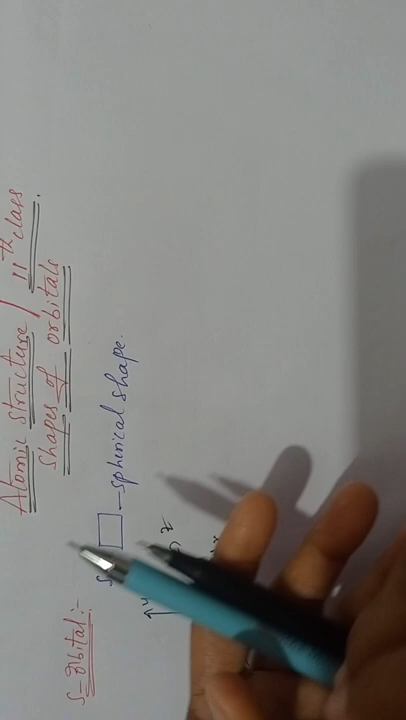 Atomic structure / 11th class
shapes of orbitals
s-orbital:-
s □ - spherical shape.
y z x